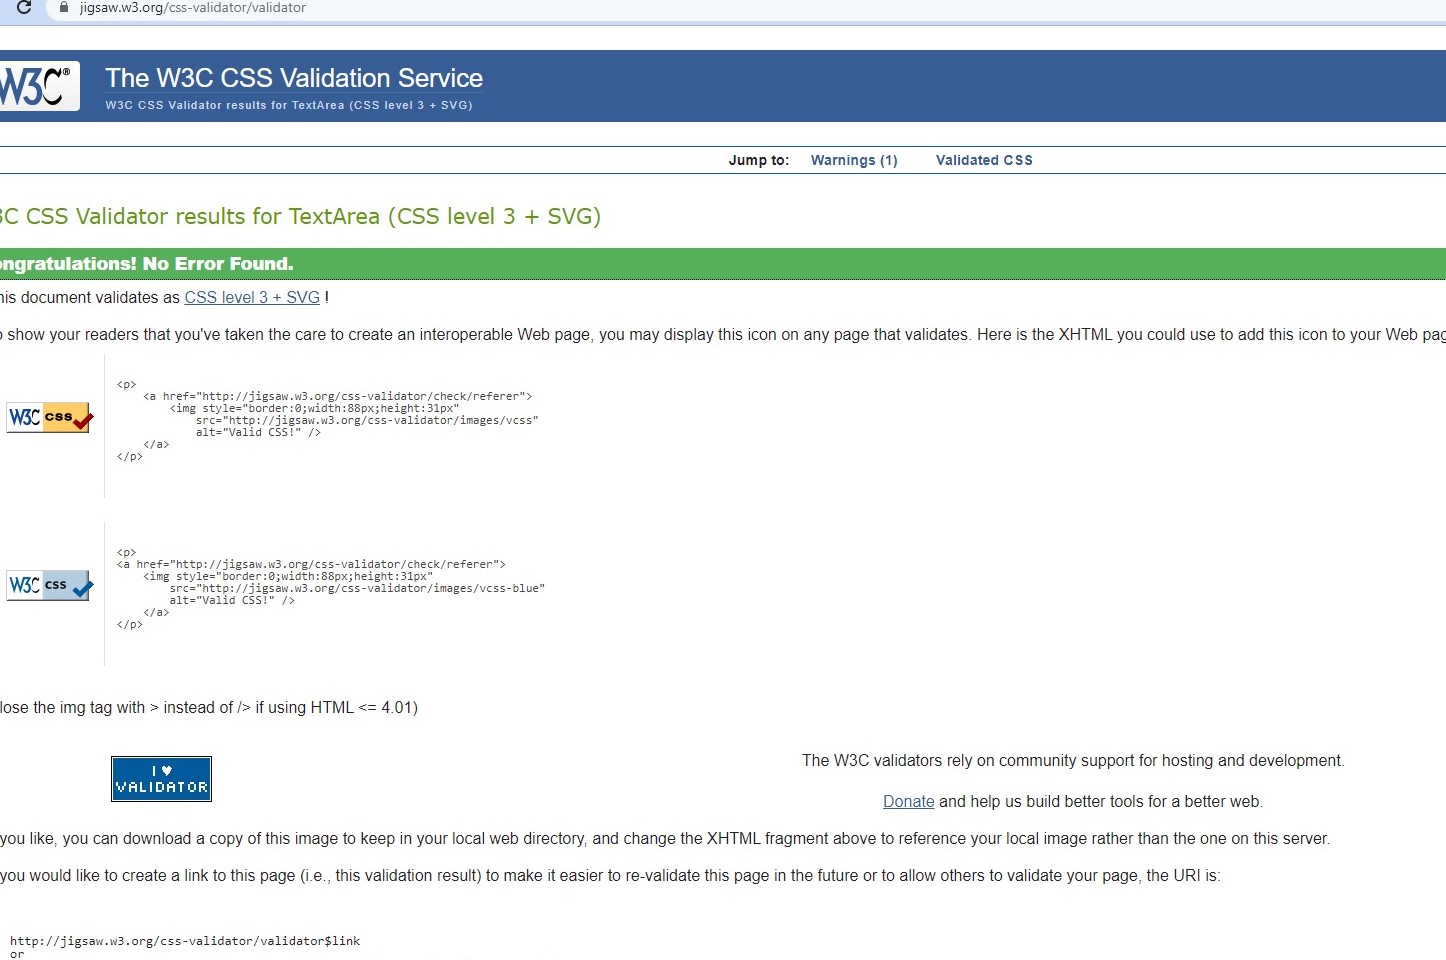 jigsaw.w3.org/css-validator/validator
W3C®
The W3C CSS Validation Service
W3C CSS Validator results for TextArea (CSS level 3 + SVG)
Jump to: Warnings (1) Validated CSS
3C CSS Validator results for TextArea (CSS level 3 + SVG)
ongratulations! No Error Found.
his document validates as CSS level 3 + SVG !
o show your readers that you've taken the care to create an interoperable Web page, you may display this icon on any page that validates. Here is the XHTML you could use to add this icon to your Web pag
W3C css
<p>
<a href="http://jigsaw.w3.org/css-validator/check/referer">
<img style="border:0;width:88px;height:31px"
src="http://jigsaw.w3.org/css-validator/images/vcss"
alt="Valid CSS!" />
</a>
</p>
W3C css
<p>
<a href="http://jigsaw.w3.org/css-validator/check/referer">
<img style="border:0;width:88px;height:31px"
src="http://jigsaw.w3.org/css-validator/images/vcss-blue"
alt="Valid CSS!" />
</a>
</p>
lose the img tag with > instead of /> if using HTML <= 4.01)
I ♥
VALIDATOR
The W3C validators rely on community support for hosting and development.
Donate and help us build better tools for a better web.
you like, you can download a copy of this image to keep in your local web directory, and change the XHTML fragment above to reference your local image rather than the one on this server.
you would like to create a link to this page (i.e., this validation result) to make it easier to re-validate this page in the future or to allow others to validate your page, the URI is:
http://jigsaw.w3.org/css-validator/validator$link
or